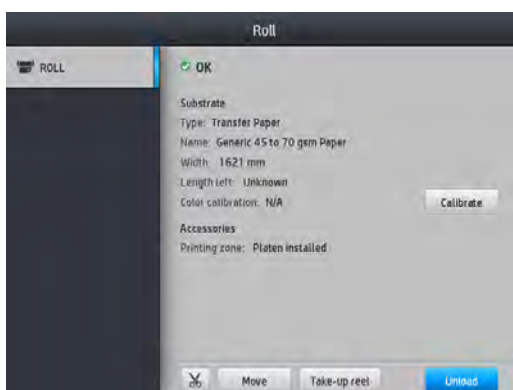 Roll
ROLL
OK
Substrate
Type: Transfer Paper
Name: Generic 45 to 70 gsm Paper
Width: 1621 mm
Length left: Unknown
Color calibration: N/A
Calibrate
Accessories
Printing zone: Platen installed
Move
Take-up reel
Unload